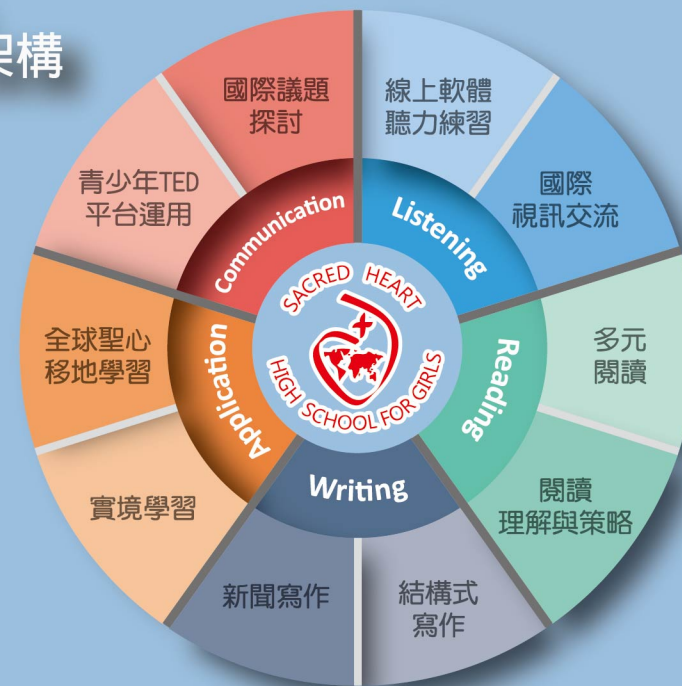 架構
線上軟體
聽力練習
國際
視訊交流
Listening
多元
閱讀
閱讀
理解與策略
Reading
結構式
寫作
新聞寫作
Writing
實境學習
全球聖心
移地學習
Application
青少年TED
平台運用
國際議題
探討
Communication
SACRED HEART
HIGH SCHOOL FOR GIRLS